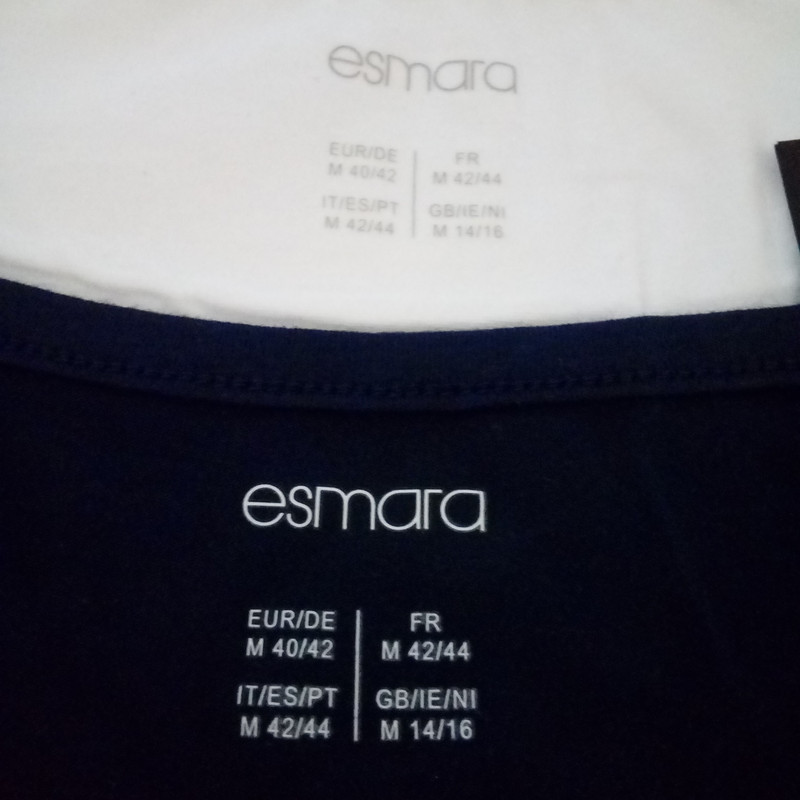 esmara
EUR/DE FR
M 40/42 M 42/44
IT/ES/PT GB/IE/NI
M 42/44 M 14/16
esmara
EUR/DE FR
M 40/42 M 42/44
IT/ES/PT GB/IE/NI
M 42/44 M 14/16